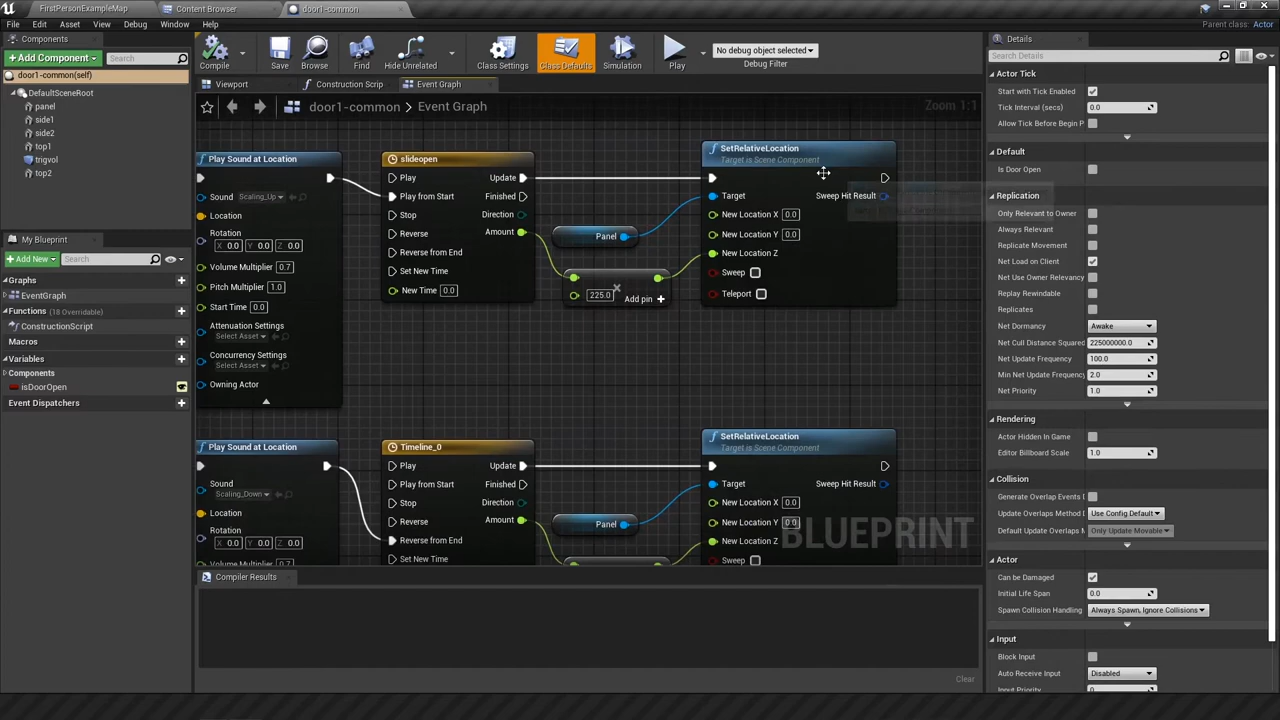 FirstPersonExampleMap
Content Browser
door1-common
File
Edit
Asset
View
Debug
Window
Help
Parent class: Actor
Components
+ Add Component
Search
door1-common(self)
DefaultSceneRoot
panel
side1
side2
top1
trigvol
top2
My Blueprint
+ Add New
Search
Graphs
EventGraph
Functions (18 Overridable)
ConstructionScript
Macros
Variables
Components
isDoorOpen
Event Dispatchers
Compile
Save
Browse
Find
Hide Unrelated
Class Settings
Class Defaults
Simulation
Play
No debug object selected
Debug Filter
Viewport
Construction Scrip
Event Graph
door1-common > Event Graph
Zoom 1:1
Play Sound at Location
Sound Scaling_Up
Location
Rotation
X 0.0 Y 0.0 Z 0.0
Volume Multiplier 0.7
Pitch Multiplier 1.0
Start Time 0.0
Attenuation Settings
Select Asset
Concurrency Settings
Select Asset
Owning Actor
slideopen
Play Update
Play from Start Finished
Stop Direction
Reverse Amount
Reverse from End
Set New Time
New Time 0.0
Panel
225.0
Add pin +
SetRelativeLocation
Target is Scene Component
Target Sweep Hit Result
New Location X 0.0
New Location Y 0.0
New Location Z
Sweep
Teleport
Play Sound at Location
Sound
Scaling_Down
Location
Rotation
X 0.0 Y 0.0 Z 0.0
Volume Multiplier 0.7
Timeline_0
Play Update
Play from Start Finished
Stop Direction
Reverse Amount
Reverse from End
Set New Time
Panel
SetRelativeLocation
Target is Scene Component
Target Sweep Hit Result
New Location X 0.0
New Location Y 0.0
New Location Z
Sweep
BLUEPRINT
Compiler Results
Clear
Details
Search Details
Actor Tick
Start with Tick Enabled
Tick Interval (secs) 0.0
Allow Tick Before Begin P
Default
Is Door Open
Replication
Only Relevant to Owner
Always Relevant
Replicate Movement
Net Load on Client
Net Use Owner Relevancy
Replay Rewindable
Replicates
Net Dormancy Awake
Net Cull Distance Squared 225000000.0
Net Update Frequency 100.0
Min Net Update Frequency 2.0
Net Priority 1.0
Rendering
Actor Hidden In Game
Editor Billboard Scale 1.0
Collision
Generate Overlap Events D
Update Overlaps Method D Use Config Default
Default Update Overlaps M Only Update Movable
Actor
Can be Damaged
Initial Life Span 0.0
Spawn Collision Handling Always Spawn, Ignore Collisions
Input
Block Input
Auto Receive Input Disabled
Input Priority 0